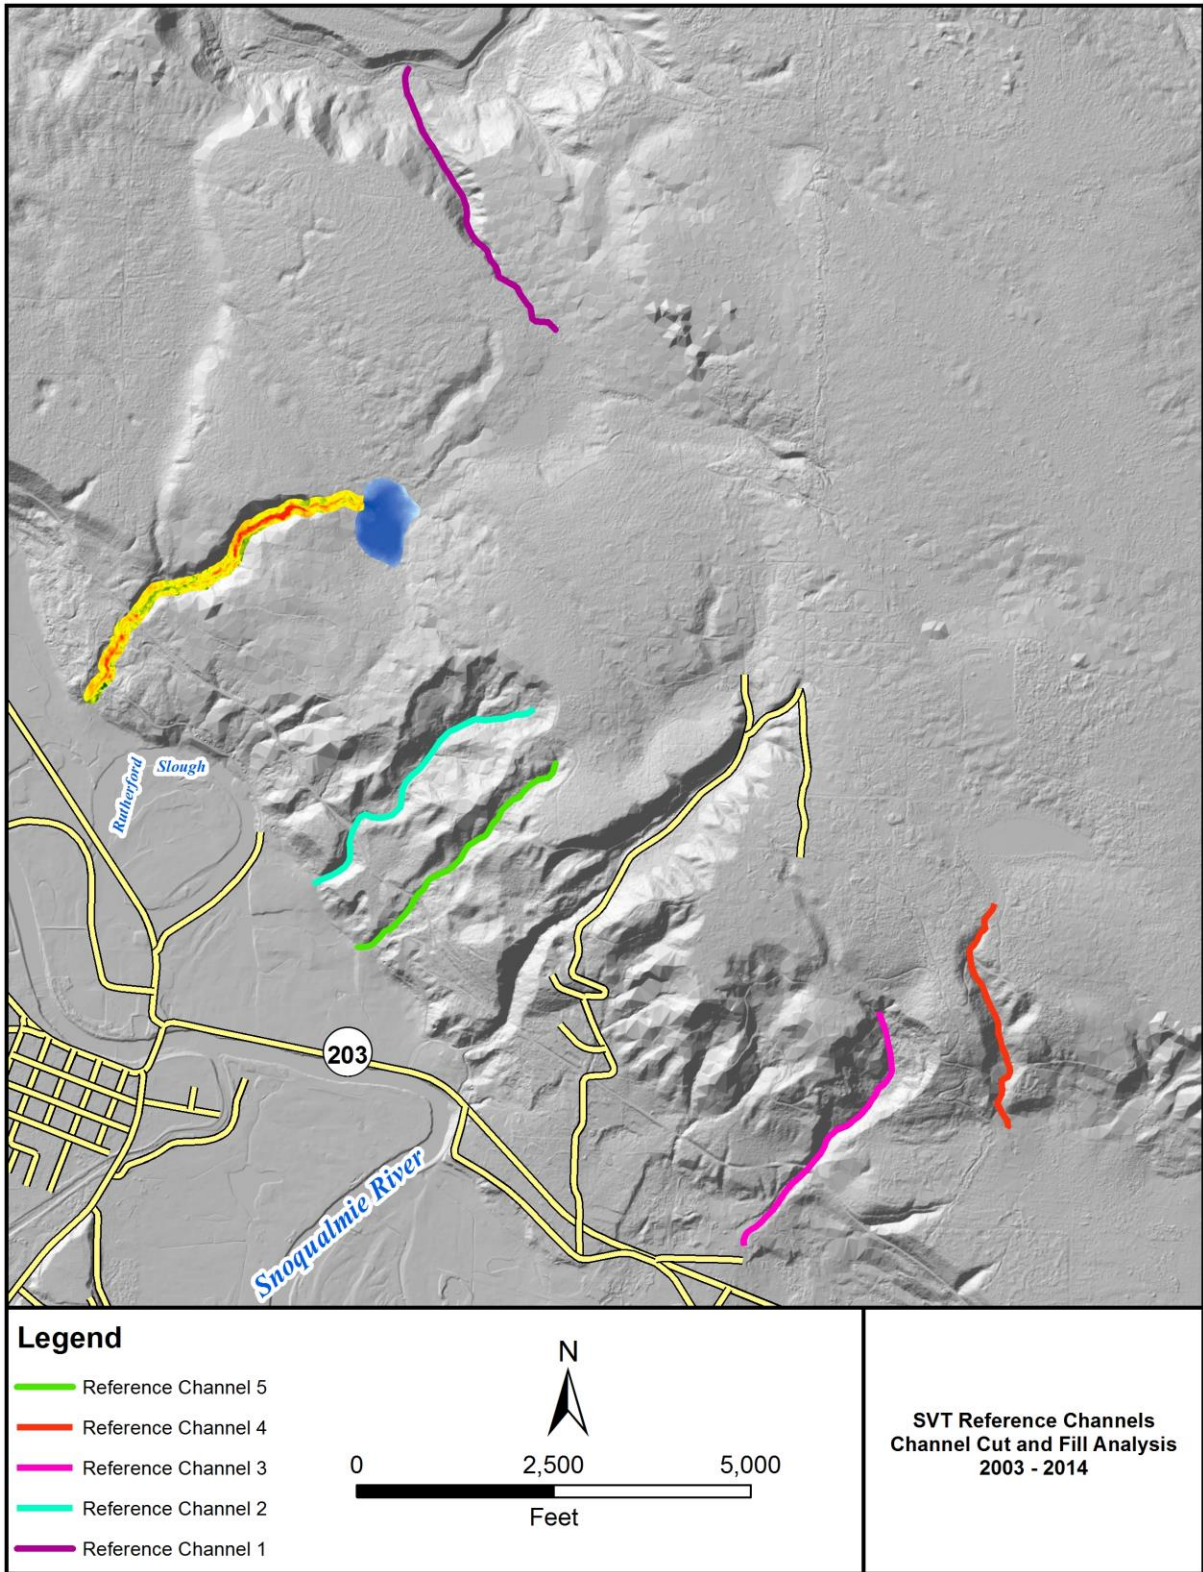 Rutherford
Slough
203
Snoqualmie River
Legend
Reference Channel 5
Reference Channel 4
Reference Channel 3
Reference Channel 2
Reference Channel 1
N
0
2,500
5,000
Feet
SVT Reference Channels
Channel Cut and Fill Analysis
2003 - 2014